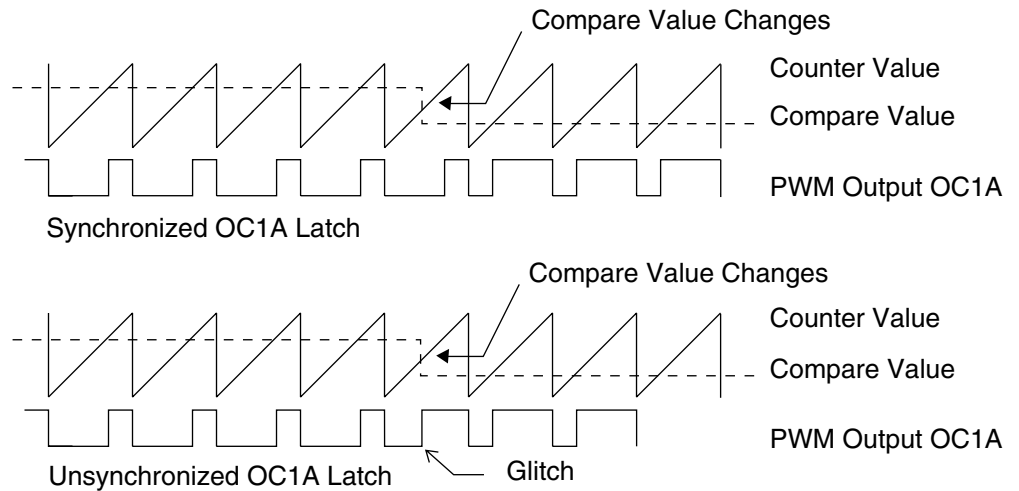 Compare Value Changes
Counter Value
Compare Value
PWM Output OC1A
Synchronized OC1A Latch
Compare Value Changes
Counter Value
Compare Value
PWM Output OC1A
Unsynchronized OC1A Latch
Glitch